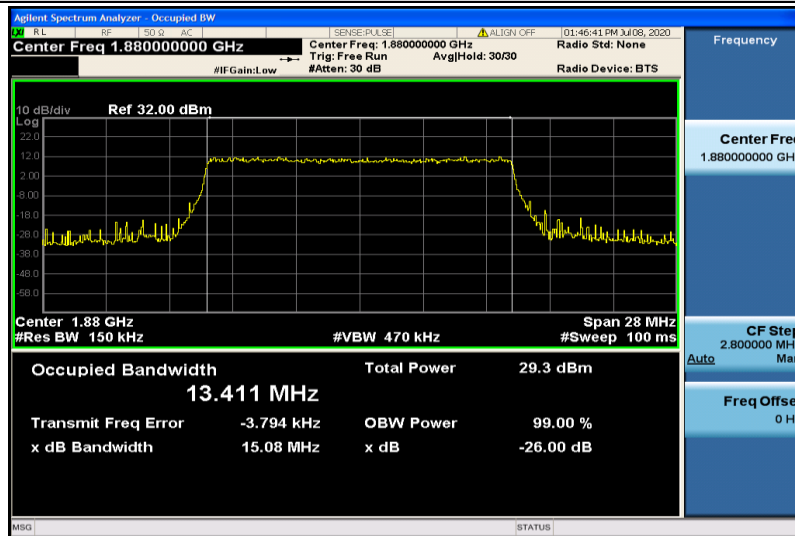 Agilent Spectrum Analyzer - Occupied BW
LXI RL RF 50 Ω AC SENSE:PULSE ALIGN OFF 01:46:41 PM Jul 08, 2020
Center Freq 1.880000000 GHz
Center Freq: 1.880000000 GHz Radio Std: None
Trig: Free Run Avg|Hold: 30/30
#IFGain:Low #Atten: 30 dB Radio Device: BTS
10 dB/div Ref 32.00 dBm
Log
22.0
12.0
2.00
-8.00
-18.0
-28.0
-38.0
-48.0
-58.0
Center 1.88 GHz Span 28 MHz
#Res BW 150 kHz #VBW 470 kHz #Sweep 100 ms
Occupied Bandwidth Total Power 29.3 dBm
13.411 MHz
Transmit Freq Error -3.794 kHz OBW Power 99.00 %
x dB Bandwidth 15.08 MHz x dB -26.00 dB
MSG STATUS
Frequency
Center Fre
1.880000000 GH
CF Step
2.800000 MH
Auto Ma
Freq Offse
0 H